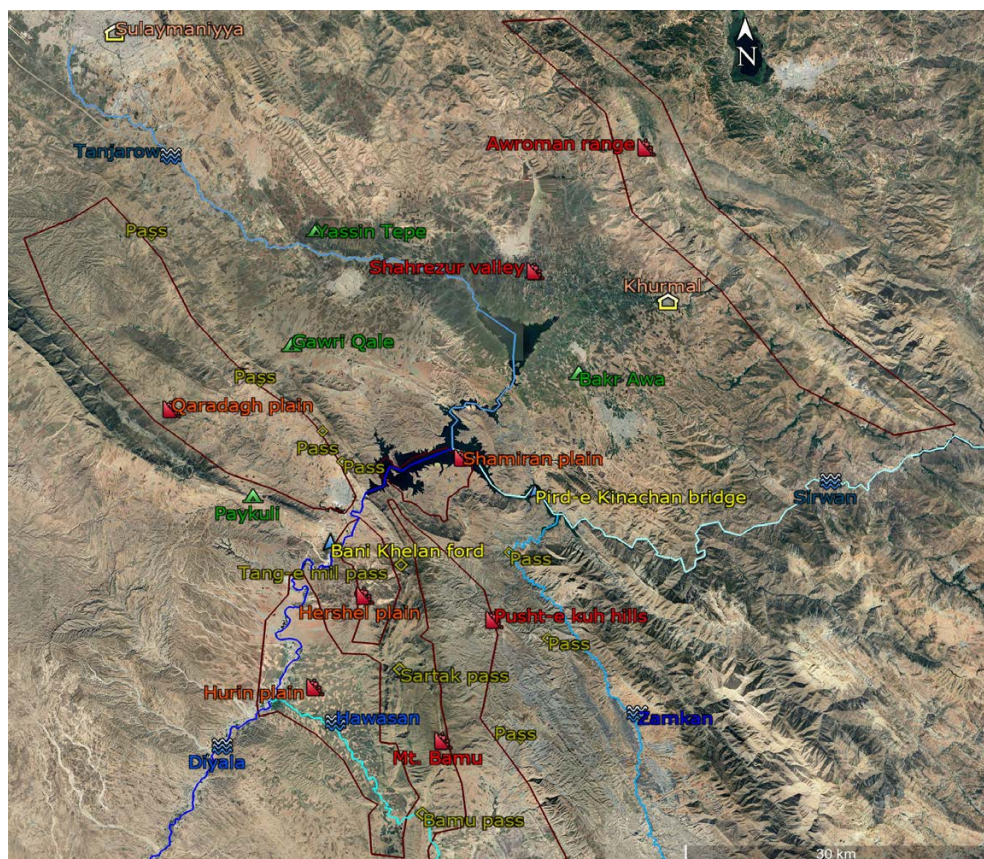 Sulaymaniyya
N
Awroman range
Tanjarow
Yassin Tepe
Pass
Shahrezur valley
Khurmal
Gawri Qale
Pass
Bakr Awa
Qaradagh plain
Pass
Pass
Shamiran plain
Sirwan
Pird-e Kinachan bridge
Paykuli
Bani Khelan ford
Pass
Tang-e mil pass
Hershel plain
Pusht-e kuh hills
Pass
Sartak pass
Hurin plain
Hawasan
Zamkan
Pass
Diyala
Mt. Bamu
Bamu pass
30 km